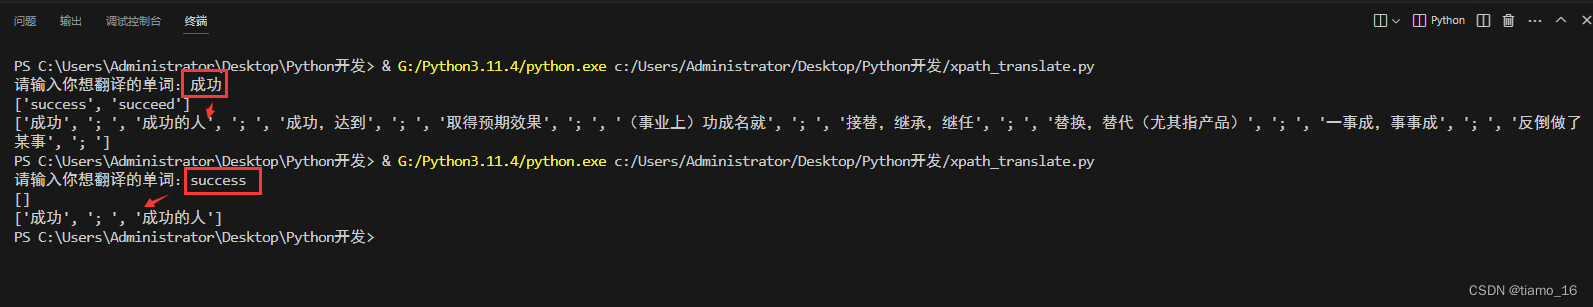 问题 输出 调试控制台 终端 Python
PS C:\Users\Administrator\Desktop\Python开发> & G:/Python3.11.4/python.exe c:/Users/Administrator/Desktop/Python开发/xpath_translate.py
请输入你想翻译的单词：成功
['success', 'succeed']
['成功', '; ', '成功的人', '; ', '成功，达到', '; ', '取得预期效果', '; ', '（事业上）功成名就', '; ', '接替，继承，继任', '; ', '替换，替代（尤其指产品）', '; ', '一事成，事事成', '; ', '反倒做了
某事', '; ']
PS C:\Users\Administrator\Desktop\Python开发> & G:/Python3.11.4/python.exe c:/Users/Administrator/Desktop/Python开发/xpath_translate.py
请输入你想翻译的单词：success
[]
['成功', '; ', '成功的人']
PS C:\Users\Administrator\Desktop\Python开发>
CSDN @tiamo_16